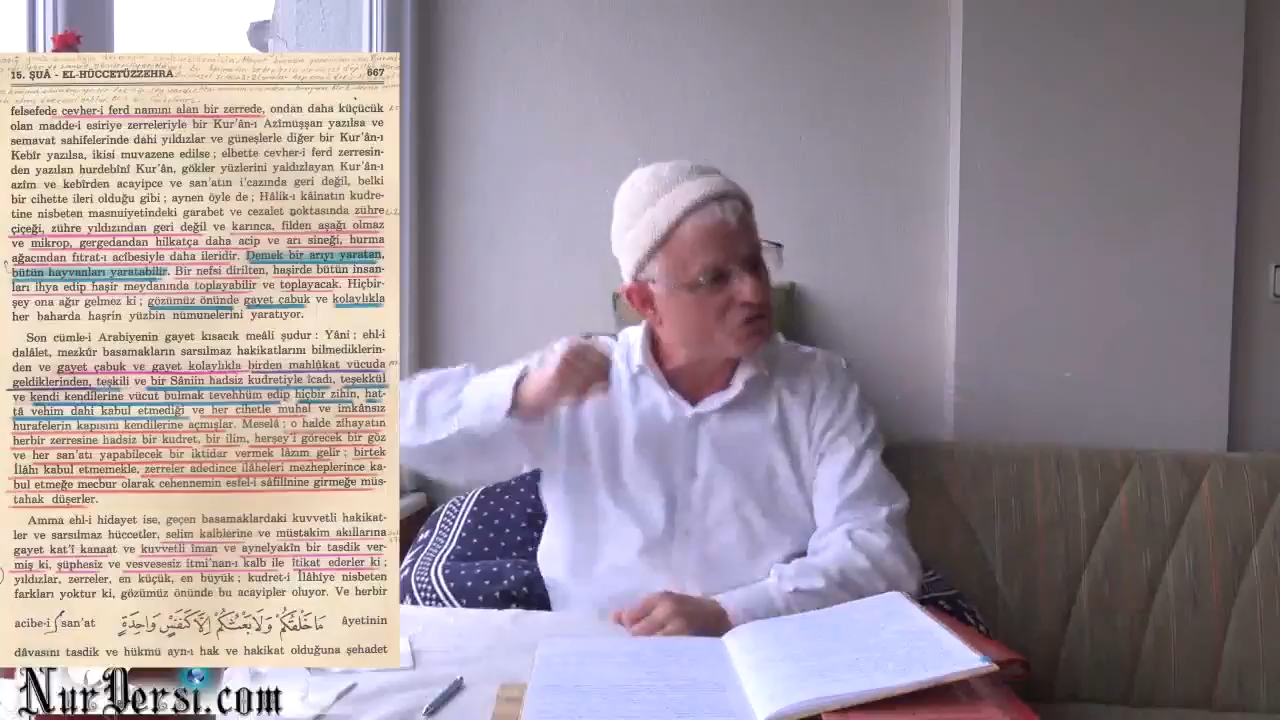 15. ŞUÂ - EL-HÜCCETÜZZEHRÂ 667
felsefede cevher-i ferd namını alan bir zerrede, ondan daha küçücük
olan madde-i esiriye zerreleriyle bir Kur'ân-ı Azîmüşşan yazılsa ve
semavat sahifelerinde dahi yıldızlar ve güneşlerle diğer bir Kur'ân-ı
Kebîr yazılsa, ikisi muvazene edilse ; elbette cevher-i ferd zerresin-
den yazılan hurdebînî Kur'ân, gökler yüzlerini yaldızlayan Kur'ân-ı
azîm ve kebîrden acayipce ve san'atın i'cazında geri değil, belki
bir cihette ileri olduğu gibi ; aynen öyle de ; Hâlik-ı kâinatın kudre-
tine nisbeten masnuiyetindeki garabet ve cezalet noktasında zühre
çiçeği, zühre yıldızından geri değil ve karınca, filden aşağı olmaz
ve mikrop, gergedandan hilkatça daha acip ve arı sineği, hurma
ağacından fıtrat-ı acîbesiyle daha ileridir. Demek bir arıyı yaratan,
bütün hayvanları yaratabilir. Bir nefsi dirilten, haşirde bütün insan-
ları ihya edip haşir meydanında toplayabilir ve toplayacak. Hiçbir-
şey ona ağır gelmez ki ; gözümüz önünde gayet çabuk ve kolaylıkla
her baharda haşrin yüzbin nümunelerini yaratıyor.
Son cümle-i Arabiyenin gayet kısacık meâli şudur : Yâni ; ehl-i
dalâlet, mezkûr basamakların sarsılmaz hakikatlarını bilmediklerin-
den ve gayet çabuk ve gayet kolaylıkla birden mahlûkat vücuda
geldiklerinden, teşkili ve bir Sâniin hadsiz kudretiyle îcadı, teşekkül
ve kendi kendilerine vücut bulmak tevehhüm edip hiçbir zihin, hat-
tâ vehim dahi kabul etmediği ve her cihetle muhal ve imkânsız
hurafelerin kapısını kendilerine açmışlar. Meselâ ; o halde zîhayatın
herbir zerresine hadsiz bir kudret, bir ilim, herşey'i görecek bir göz
ve her san'atı yapabilecek bir iktidar vermek lâzım gelir ; birtek
İlâhı kabul etmemekle, zerreler adedince ilâheleri mezheplerince ka-
bul etmeğe mecbur olarak cehennemin esfel-i sâfilînine girmeğe müs-
tahak düşerler.
Amma ehl-i hidayet ise, geçen basamaklardaki kuvvetli hakikat-
ler ve sarsılmaz hüccetler, selim kalblerine ve müstakim akıllarına
gayet kat'î kanaat ve kuvvetli îman ve aynelyakîn bir tasdik ver-
miş ki, şüphesiz ve vesvesesiz itmi'nan-ı kalb ile îtikat ederler ki ;
yıldızlar, zerreler, en küçük, en büyük ; kudret-i İlâhiye nisbeten
farkları yoktur ki, gözümüz önünde bu acayipler oluyor. Ve herbir
acibe-i san'at مَاخَلْقُكُمْ وَلَابَعْثُكُمْ اِلَّا كَنَفْسٍ وَاحِدَةٍ âyetinin
dâvasını tasdik ve hükmü ayn-ı hak ve hakikat olduğuna şehadet
NurDersi.com